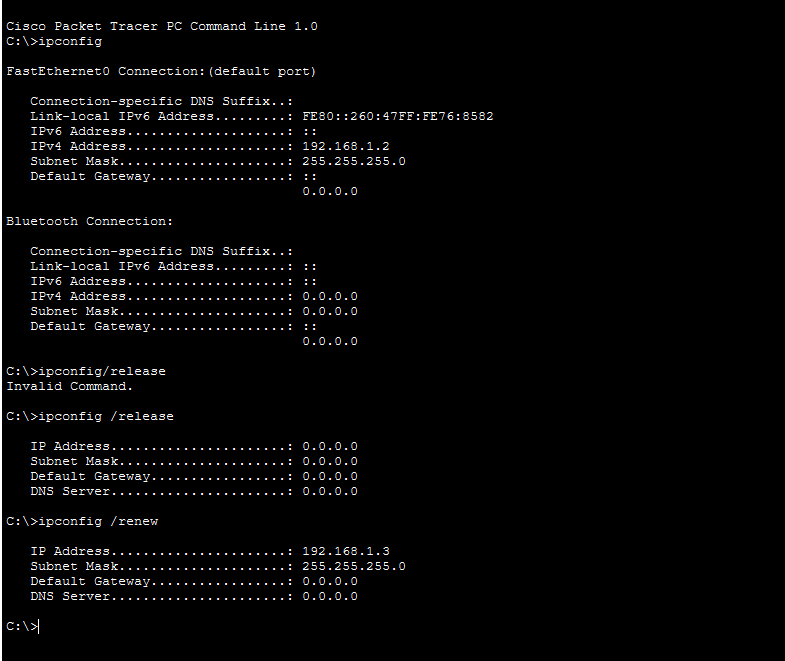 Cisco Packet Tracer PC Command Line 1.0
C:\>ipconfig
FastEthernet0 Connection:(default port)
Connection-specific DNS Suffix..:
Link-local IPv6 Address.........: FE80::260:47FF:FE76:8582
IPv6 Address....................: ::
IPv4 Address....................: 192.168.1.2
Subnet Mask.....................: 255.255.255.0
Default Gateway.................: ::
0.0.0.0
Bluetooth Connection:
Connection-specific DNS Suffix..:
Link-local IPv6 Address.........: ::
IPv6 Address....................: ::
IPv4 Address....................: 0.0.0.0
Subnet Mask.....................: 0.0.0.0
Default Gateway.................: ::
0.0.0.0
C:\>ipconfig/release
Invalid Command.
C:\>ipconfig /release
IP Address......................: 0.0.0.0
Subnet Mask.....................: 0.0.0.0
Default Gateway.................: 0.0.0.0
DNS Server......................: 0.0.0.0
C:\>ipconfig /renew
IP Address......................: 192.168.1.3
Subnet Mask.....................: 255.255.255.0
Default Gateway.................: 0.0.0.0
DNS Server......................: 0.0.0.0
C:\>